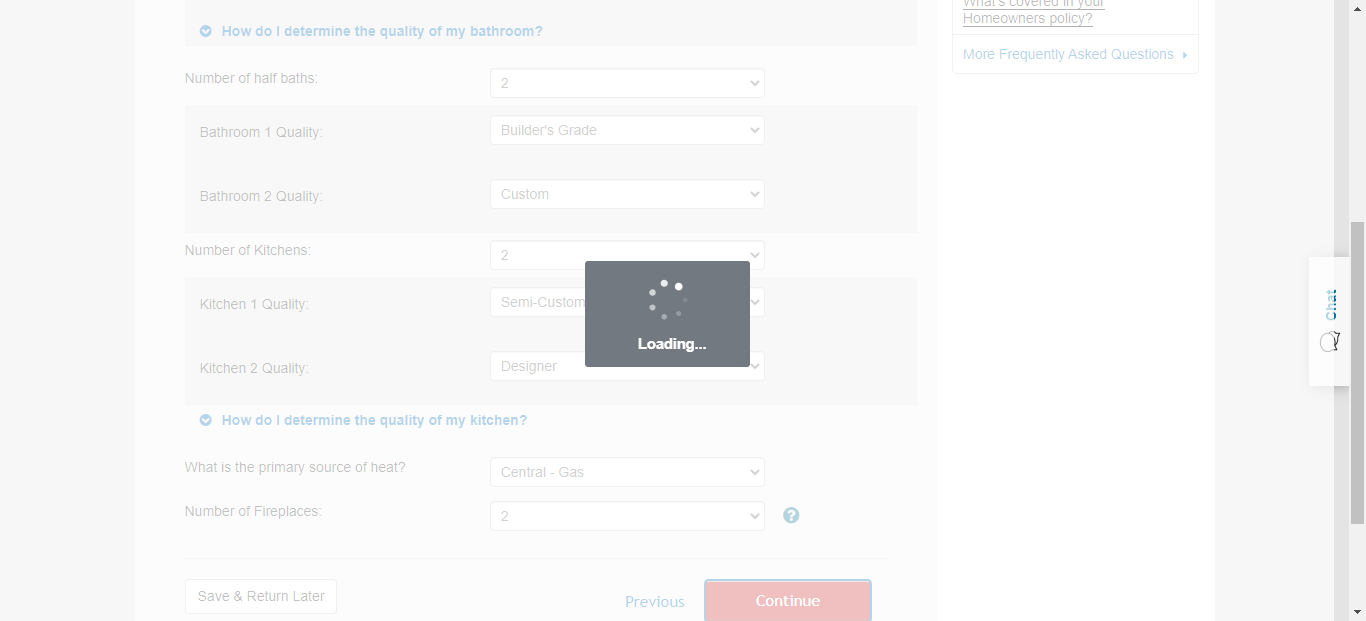 What's covered in your
Homeowners policy?
More Frequently Asked Questions
How do I determine the quality of my bathroom?
Number of half baths:
2
Bathroom 1 Quality:
Builder's Grade
Bathroom 2 Quality:
Custom
Number of Kitchens:
2
Kitchen 1 Quality:
Semi-Custom
Loading...
Kitchen 2 Quality:
Designer
How do I determine the quality of my kitchen?
What is the primary source of heat?
Central - Gas
Number of Fireplaces:
2
?
Save & Return Later
Previous
Continue
Chat